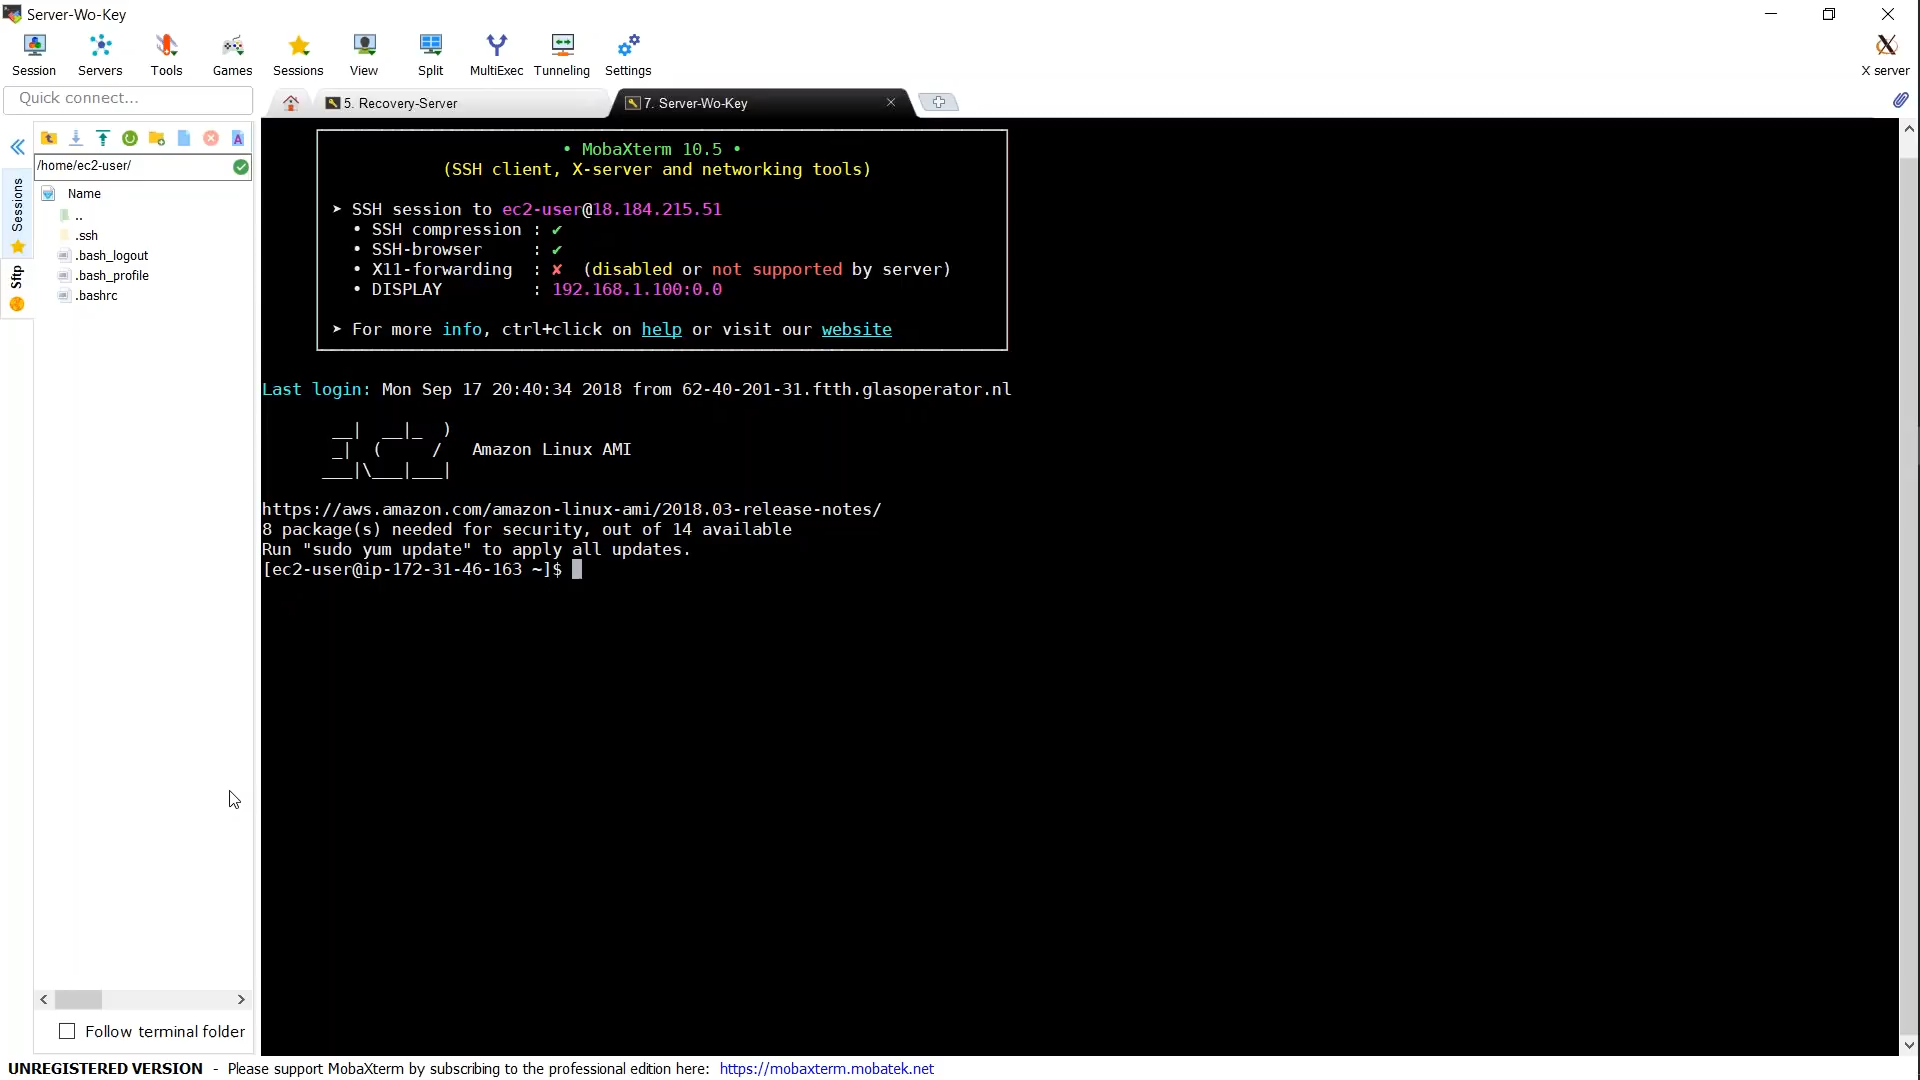 Server-Wo-Key
Session Servers Tools Games Sessions View Split MultiExec Tunneling Settings X server
Quick connect...
5. Recovery-Server
7. Server-Wo-Key
/home/ec2-user/
Name
..
.ssh
.bash_logout
.bash_profile
.bashrc
Sessions
Sftp
Follow terminal folder
• MobaXterm 10.5 •
(SSH client, X-server and networking tools)
➤ SSH session to ec2-user@18.184.215.51
• SSH compression : ✔
• SSH-browser : ✔
• X11-forwarding : ✘ (disabled or not supported by server)
• DISPLAY : 192.168.1.100:0.0
➤ For more info, ctrl+click on help or visit our website
Last login: Mon Sep 17 20:40:34 2018 from 62-40-201-31.ftth.glasoperator.nl
__| __|_ )
_| ( / Amazon Linux AMI
___|\___|___|
https://aws.amazon.com/amazon-linux-ami/2018.03-release-notes/
8 package(s) needed for security, out of 14 available
Run "sudo yum update" to apply all updates.
[ec2-user@ip-172-31-46-163 ~]$
UNREGISTERED VERSION - Please support MobaXterm by subscribing to the professional edition here: https://mobaxterm.mobatek.net